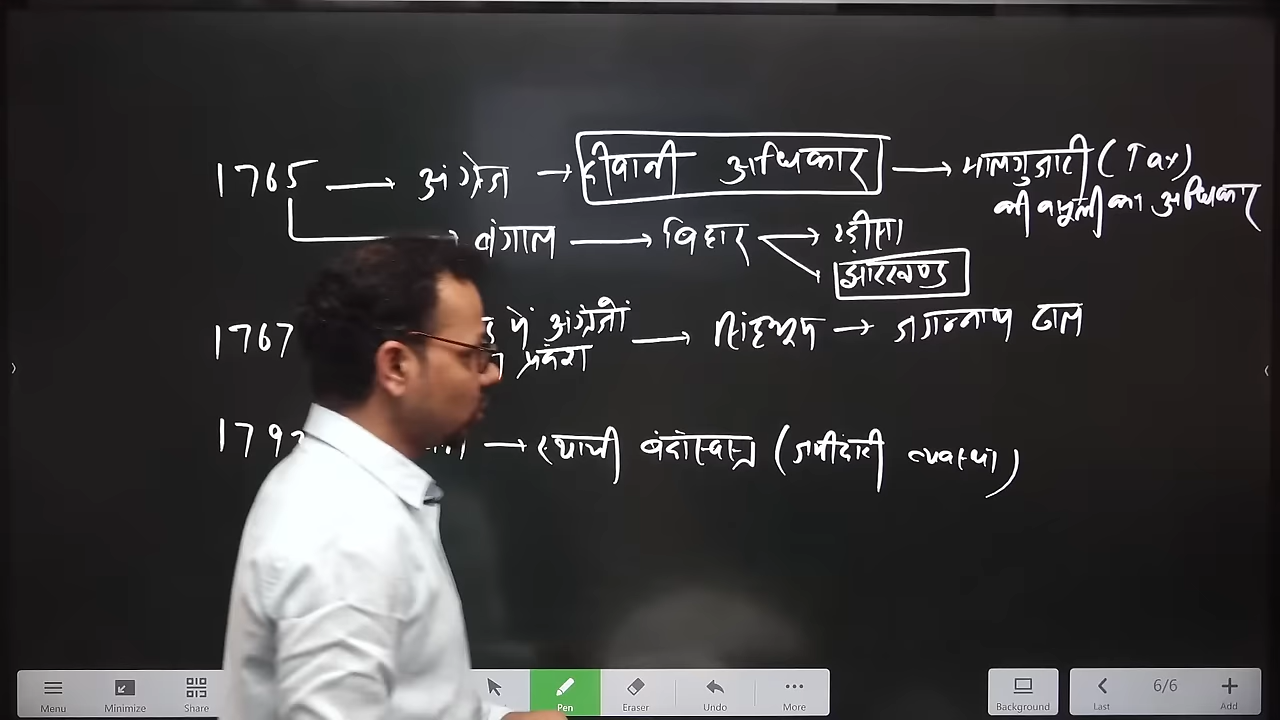 1765 → अंग्रेज → दीवानी अधिकार → मालगुजारी (Tax)
की वसूली का अधिकार
बंगाल → बिहार → उड़ीसा
झारखण्ड
1767 में अंग्रेजों → सिंहभूम → जगन्नाथ ढाल
प्रवेश
179 → स्थायी बंदोबस्त (जमींदारी व्यवस्था)
Menu Minimize Share Pen Eraser Undo More Background Last 6/6 Add